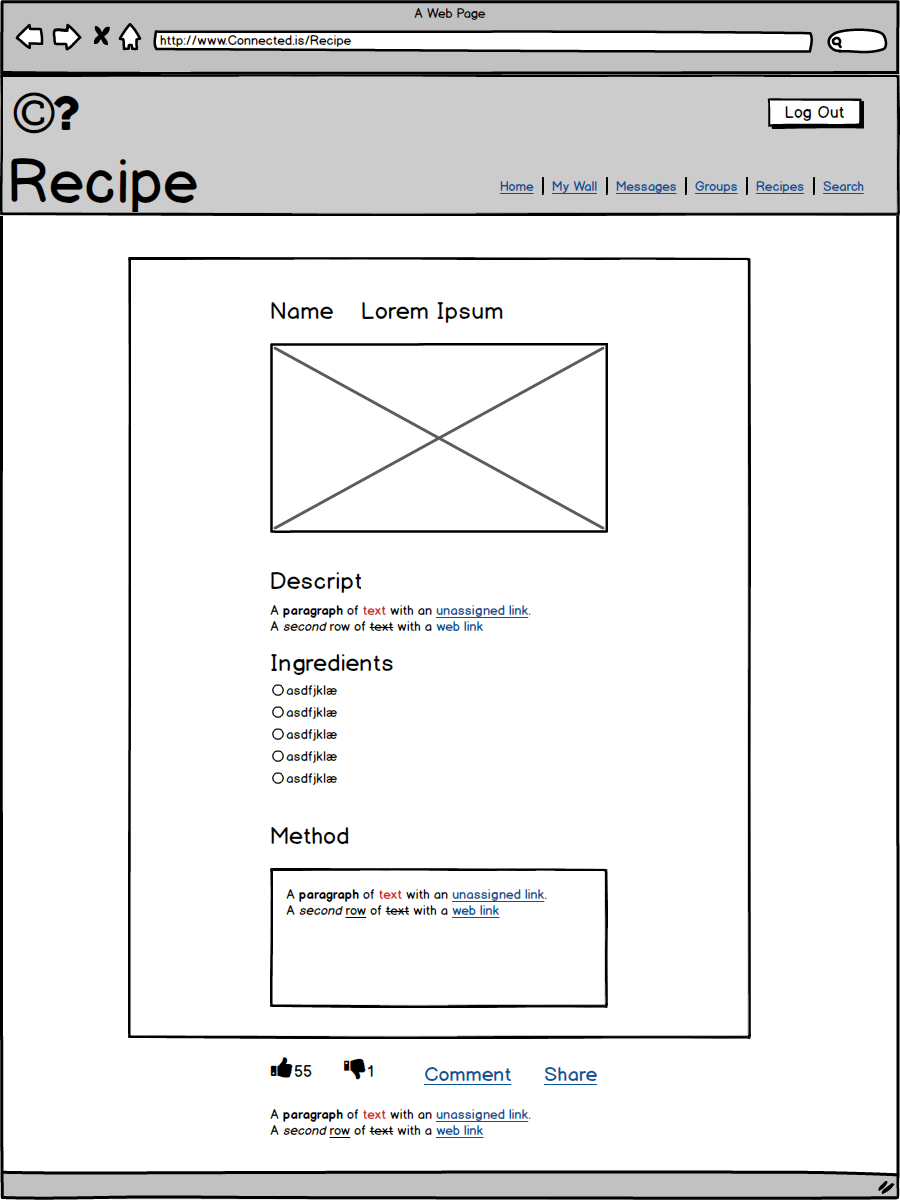 A Web Page
http://www.Connected.is/Recipe
©?
Log Out
Recipe
Home | My Wall | Messages | Groups | Recipes | Search
Name Lorem Ipsum
Descript
A paragraph of text with an unassigned link.
A second row of text with a web link
Ingredients
asdfjklæ
asdfjklæ
asdfjklæ
asdfjklæ
asdfjklæ
Method
A paragraph of text with an unassigned link.
A second row of text with a web link
55 1 Comment Share
A paragraph of text with an unassigned link.
A second row of text with a web link